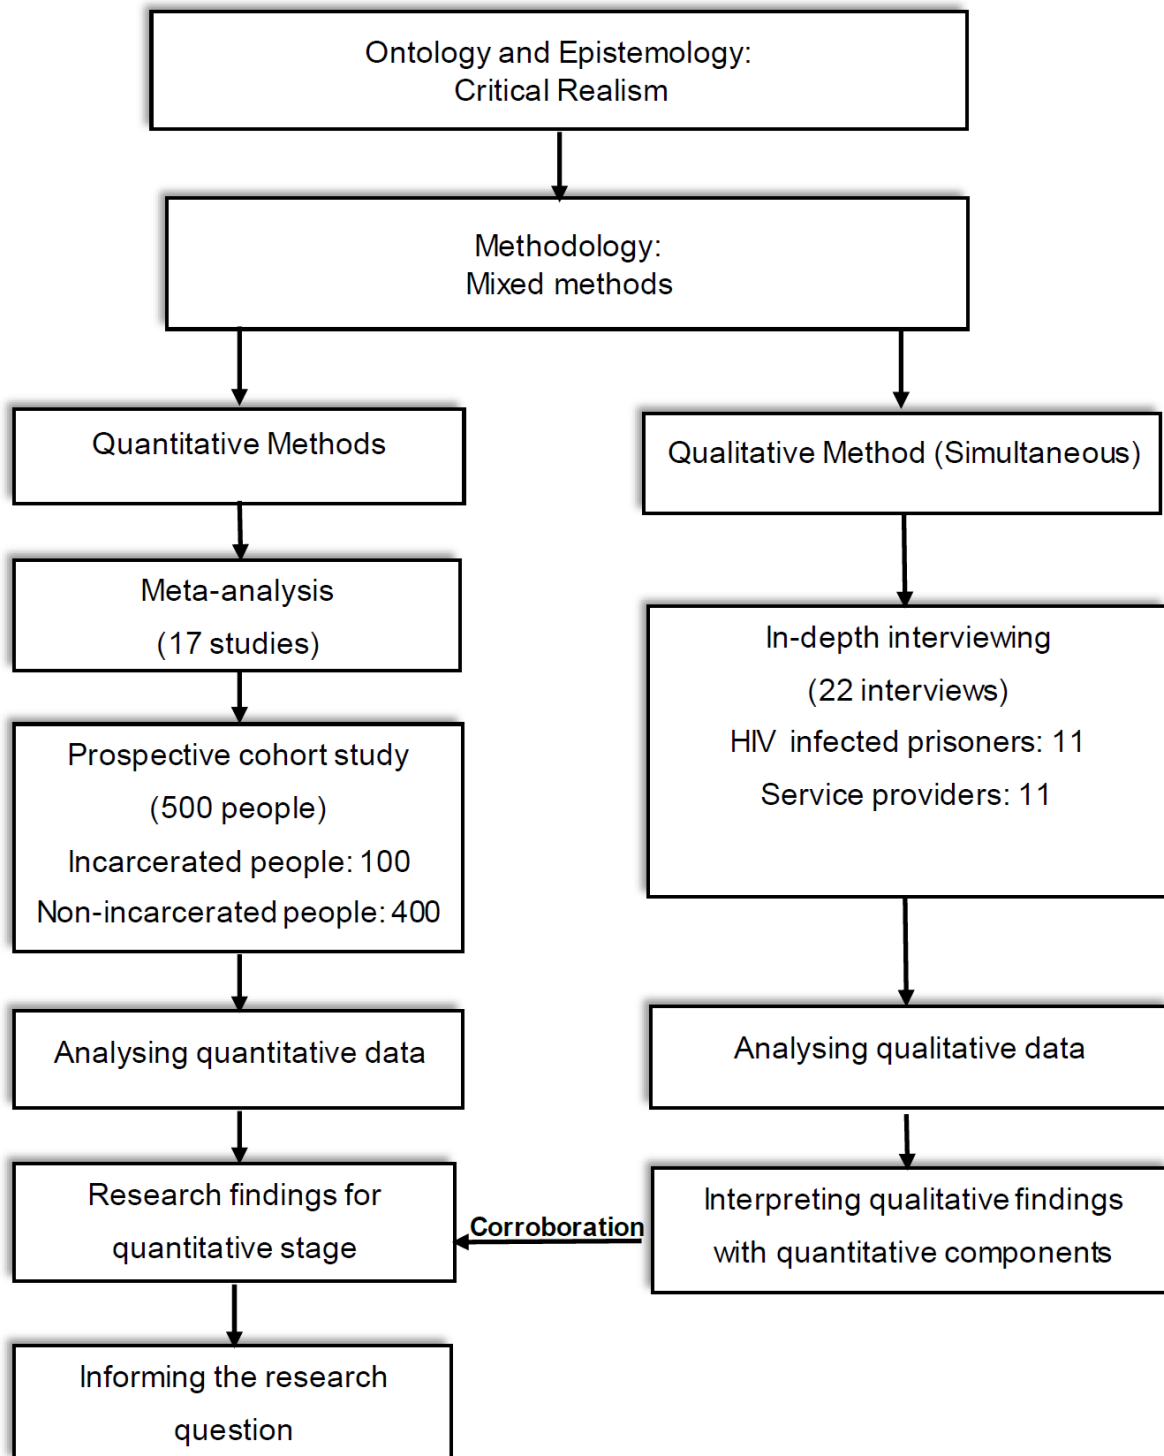 Ontology and Epistemology:
Critical Realism
Methodology:
Mixed methods
Quantitative Methods
Meta-analysis
(17 studies)
Prospective cohort study
(500 people)
Incarcerated people: 100
Non-incarcerated people: 400
Analysing quantitative data
Research findings for
quantitative stage
Informing the research
question
Qualitative Method (Simultaneous)
In-depth interviewing
(22 interviews)
HIV infected prisoners: 11
Service providers: 11
Analysing qualitative data
Interpreting qualitative findings
with quantitative components
Corroboration